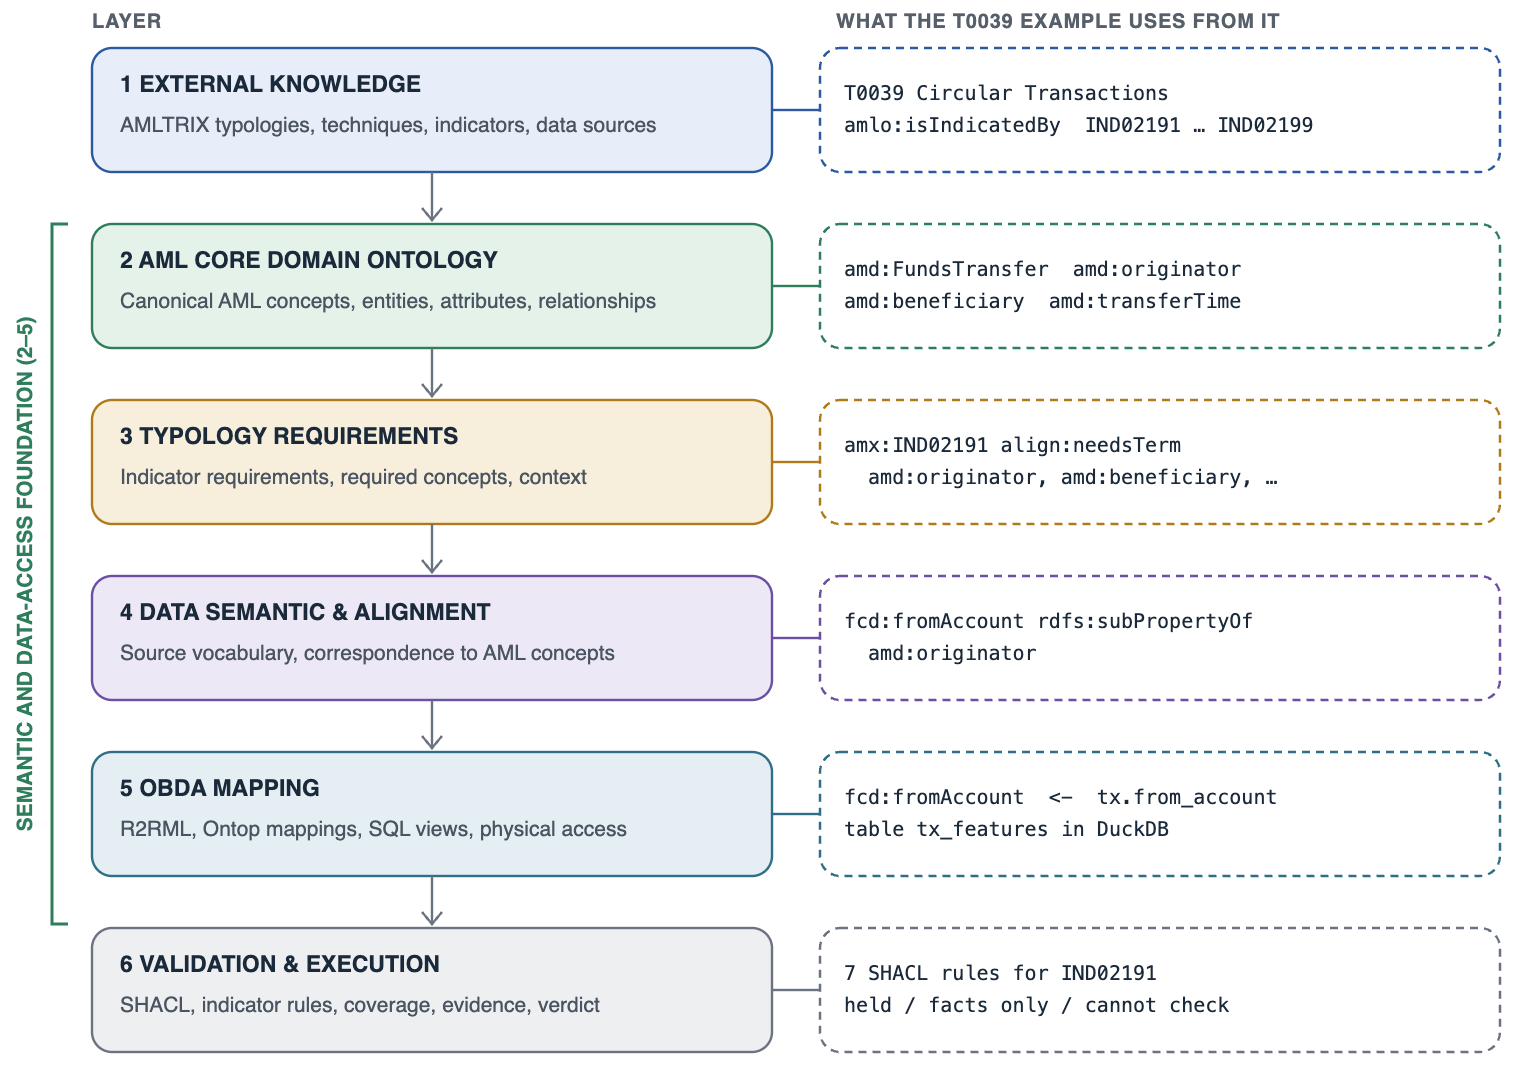 LAYER
WHAT THE T0039 EXAMPLE USES FROM IT
1 EXTERNAL KNOWLEDGE
AMLTRIX typologies, techniques, indicators, data sources
T0039 Circular Transactions
amlo:isIndicatedBy  IND02191 … IND02199
SEMANTIC AND DATA-ACCESS FOUNDATION (2–5)
2 AML CORE DOMAIN ONTOLOGY
Canonical AML concepts, entities, attributes, relationships
amd:FundsTransfer  amd:originator
amd:beneficiary  amd:transferTime
3 TYPOLOGY REQUIREMENTS
Indicator requirements, required concepts, context
amx:IND02191 align:needsTerm
amd:originator, amd:beneficiary, …
4 DATA SEMANTIC & ALIGNMENT
Source vocabulary, correspondence to AML concepts
fcd:fromAccount rdfs:subPropertyOf
amd:originator
5 OBDA MAPPING
R2RML, Ontop mappings, SQL views, physical access
fcd:fromAccount  <–  tx.from_account
table tx_features in DuckDB
6 VALIDATION & EXECUTION
SHACL, indicator rules, coverage, evidence, verdict
7 SHACL rules for IND02191
held / facts only / cannot check